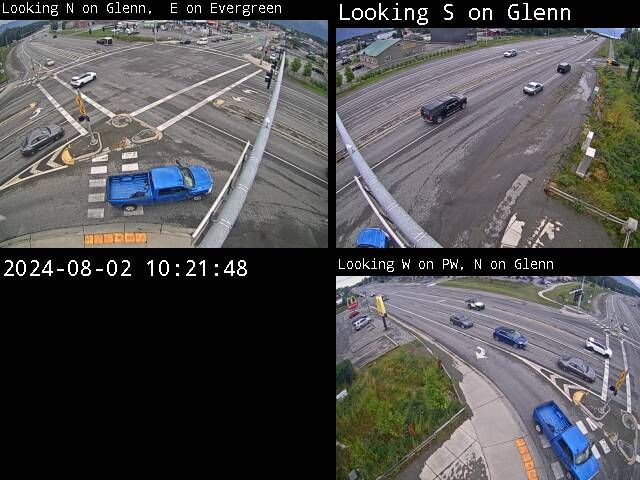 Looking N on Glenn, E on Evergreen
Looking S on Glenn
2024-08-02 10:21:48
Looking W on PW, N on Glenn